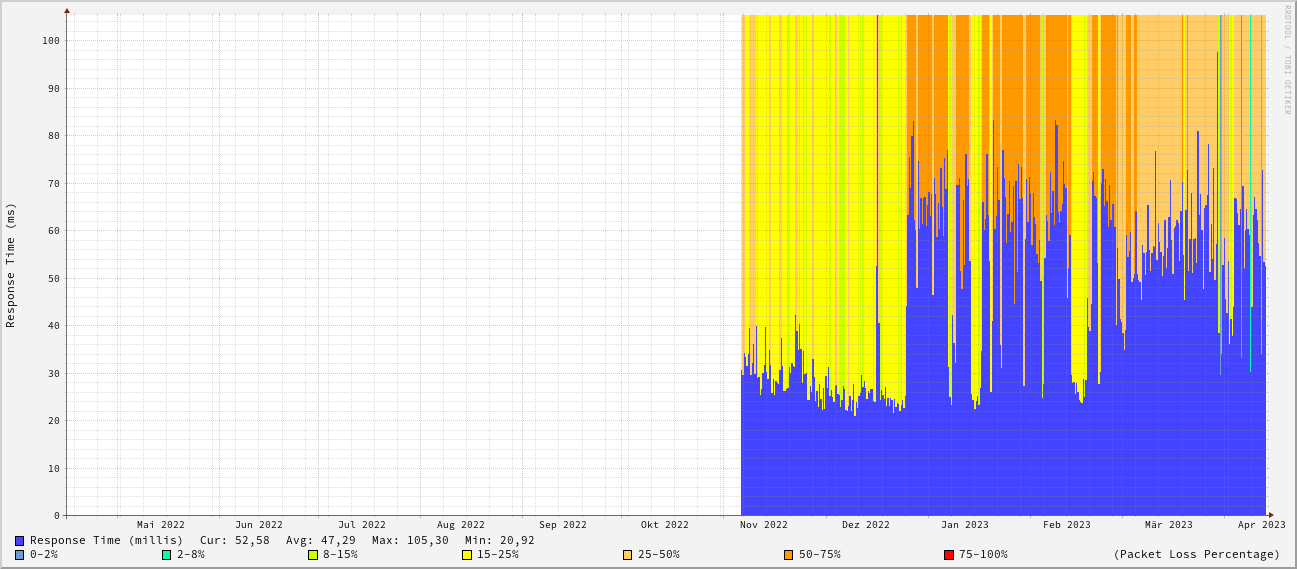 RRDTOOL / TOBI OETIKER
Response Time (ms)
100
90
80
70
60
50
40
30
20
10
0
Mai 2022 Jun 2022 Jul 2022 Aug 2022 Sep 2022 Okt 2022 Nov 2022 Dez 2022 Jan 2023 Feb 2023 Mär 2023 Apr 2023
Response Time (millis) Cur: 52,58 Avg: 47,29 Max: 105,30 Min: 20,92
0-2% 2-8% 8-15% 15-25% 25-50% 50-75% 75-100% (Packet Loss Percentage)